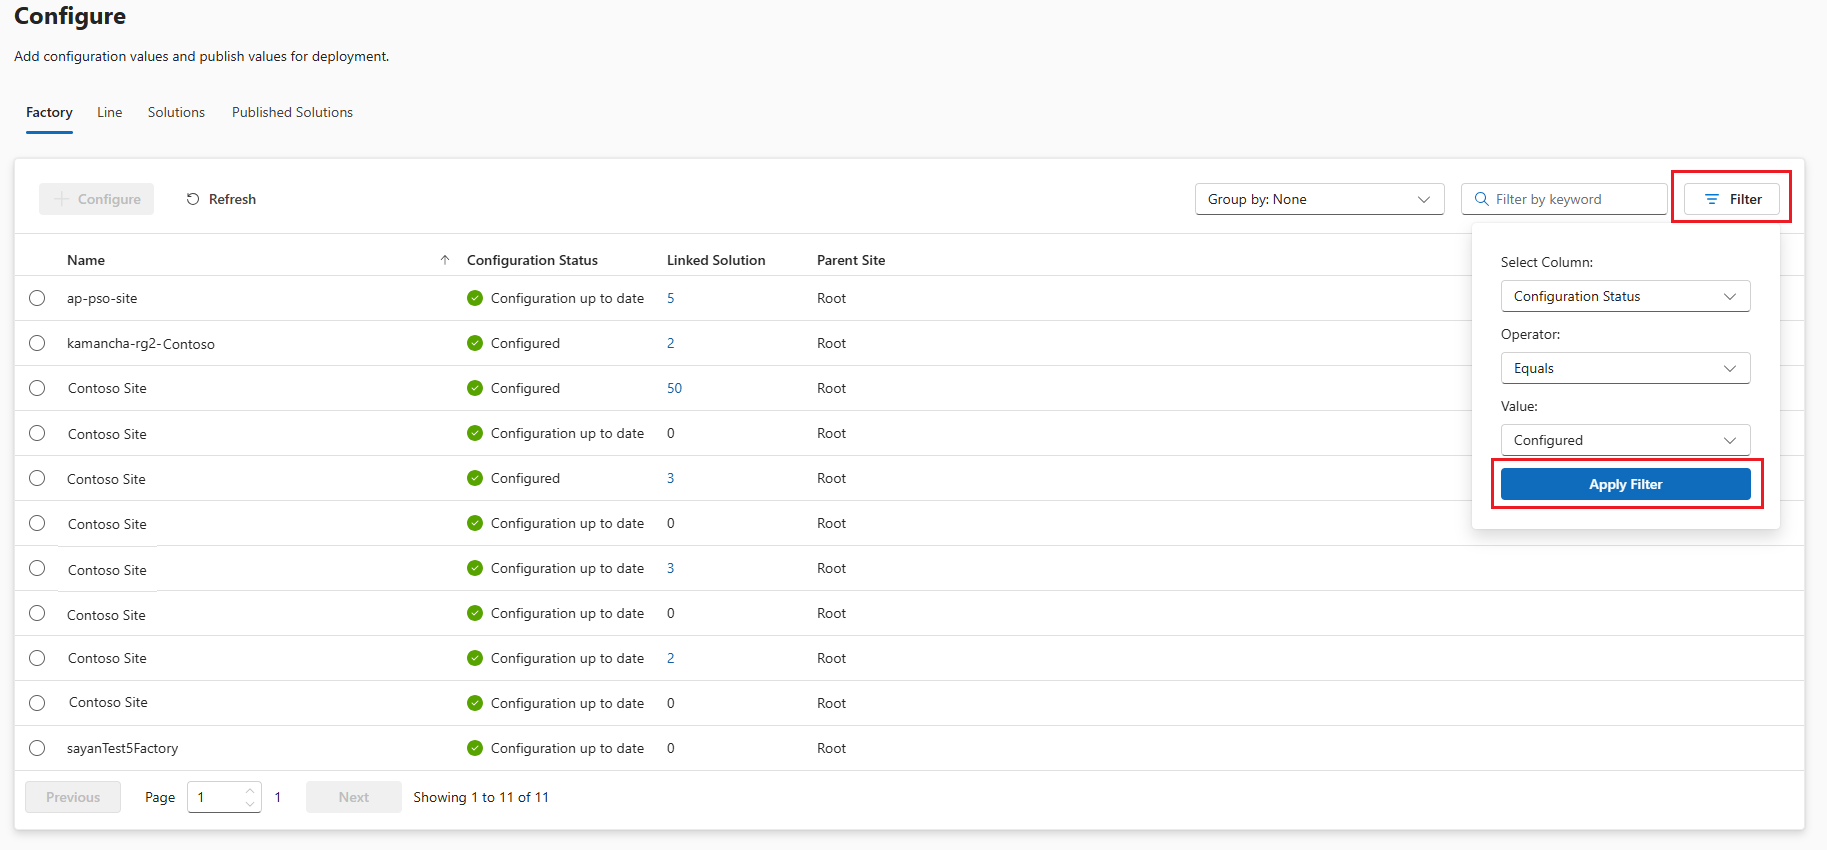 Configure
Add configuration values and publish values for deployment.
Factory Line Solutions Published Solutions
Configure Refresh Group by: None Filter by keyword Filter
Name Configuration Status Linked Solution Parent Site
ap-pso-site Configuration up to date 5 Root
kamancha-rg2-Contoso Configured 2 Root
Contoso Site Configured 50 Root
Contoso Site Configuration up to date 0 Root
Contoso Site Configured 3 Root
Contoso Site Configuration up to date 0 Root
Contoso Site Configuration up to date 3 Root
Contoso Site Configuration up to date 0 Root
Contoso Site Configuration up to date 2 Root
Contoso Site Configuration up to date 0 Root
sayanTest5Factory Configuration up to date 0 Root
Select Column:
Configuration Status
Operator:
Equals
Value:
Configured
Apply Filter
Previous Page 1 1 Next Showing 1 to 11 of 11